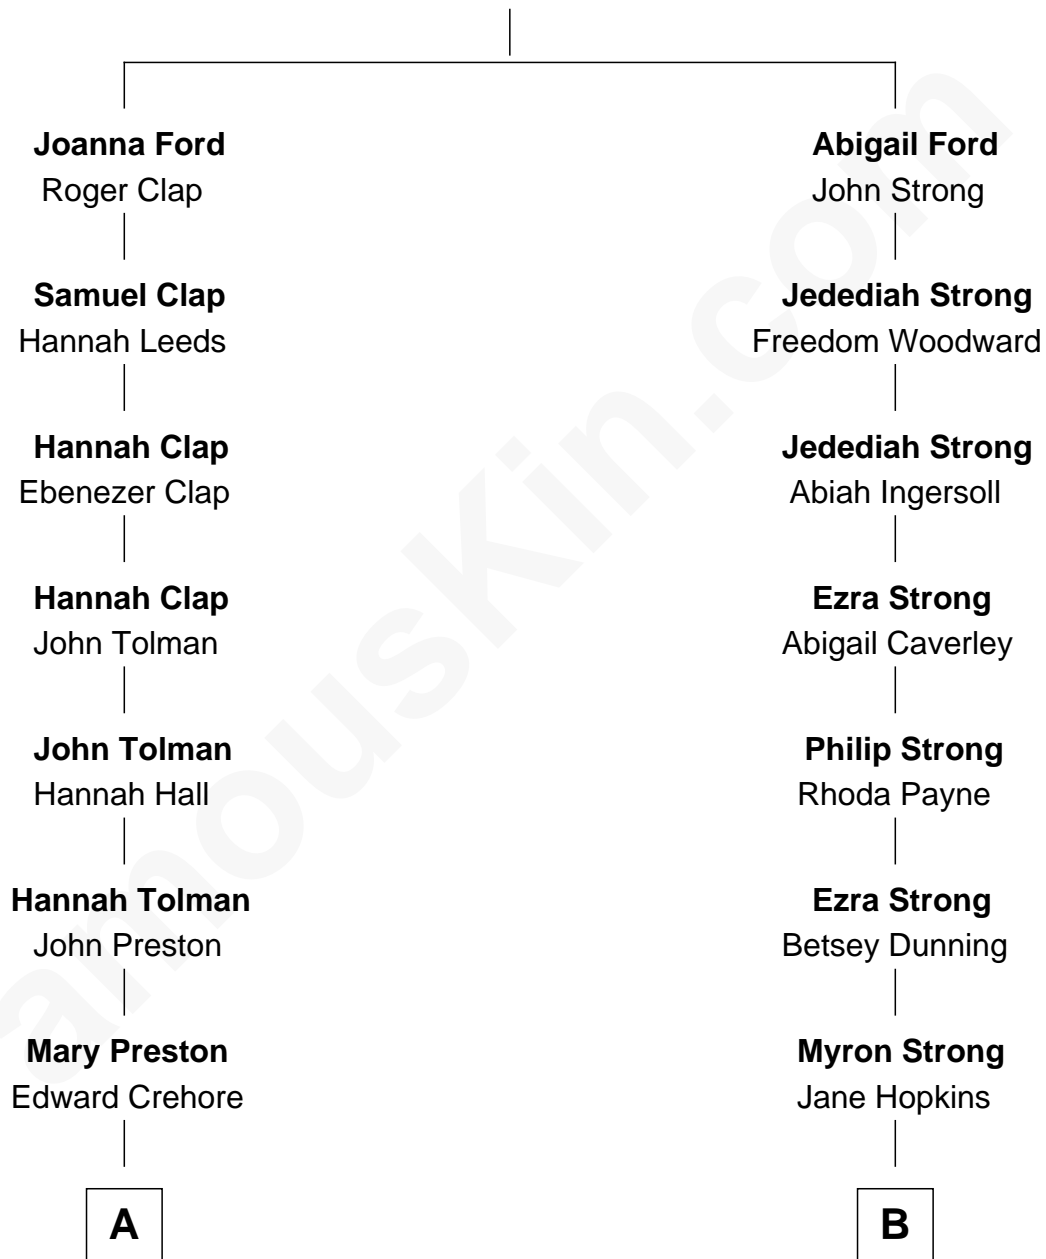 Joanna Ford
Roger Clap
Samuel Clap
Hannah Leeds
Hannah Clap
Ebenezer Clap
Hannah Clap
John Tolman
John Tolman
Hannah Hall
Hannah Tolman
John Preston
Mary Preston
Edward Crehore
A
Abigail Ford
John Strong
Jedediah Strong
Freedom Woodward
Jedediah Strong
Abiah Ingersoll
Ezra Strong
Abigail Caverley
Philip Strong
Rhoda Payne
Ezra Strong
Betsey Dunning
Myron Strong
Jane Hopkins
B
amouskin.com